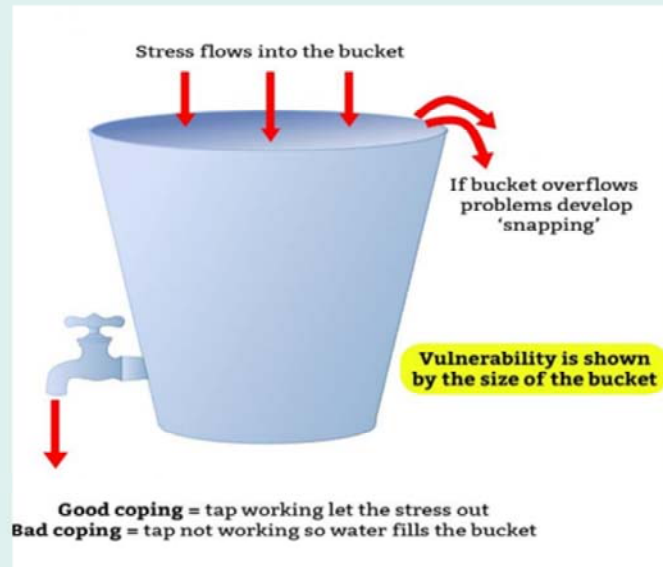 Stress flows into the bucket
If bucket overflows
problems develop
‘snapping’
Vulnerability is shown
by the size of the bucket
Good coping = tap working let the stress out
Bad coping = tap not working so water fills the bucket